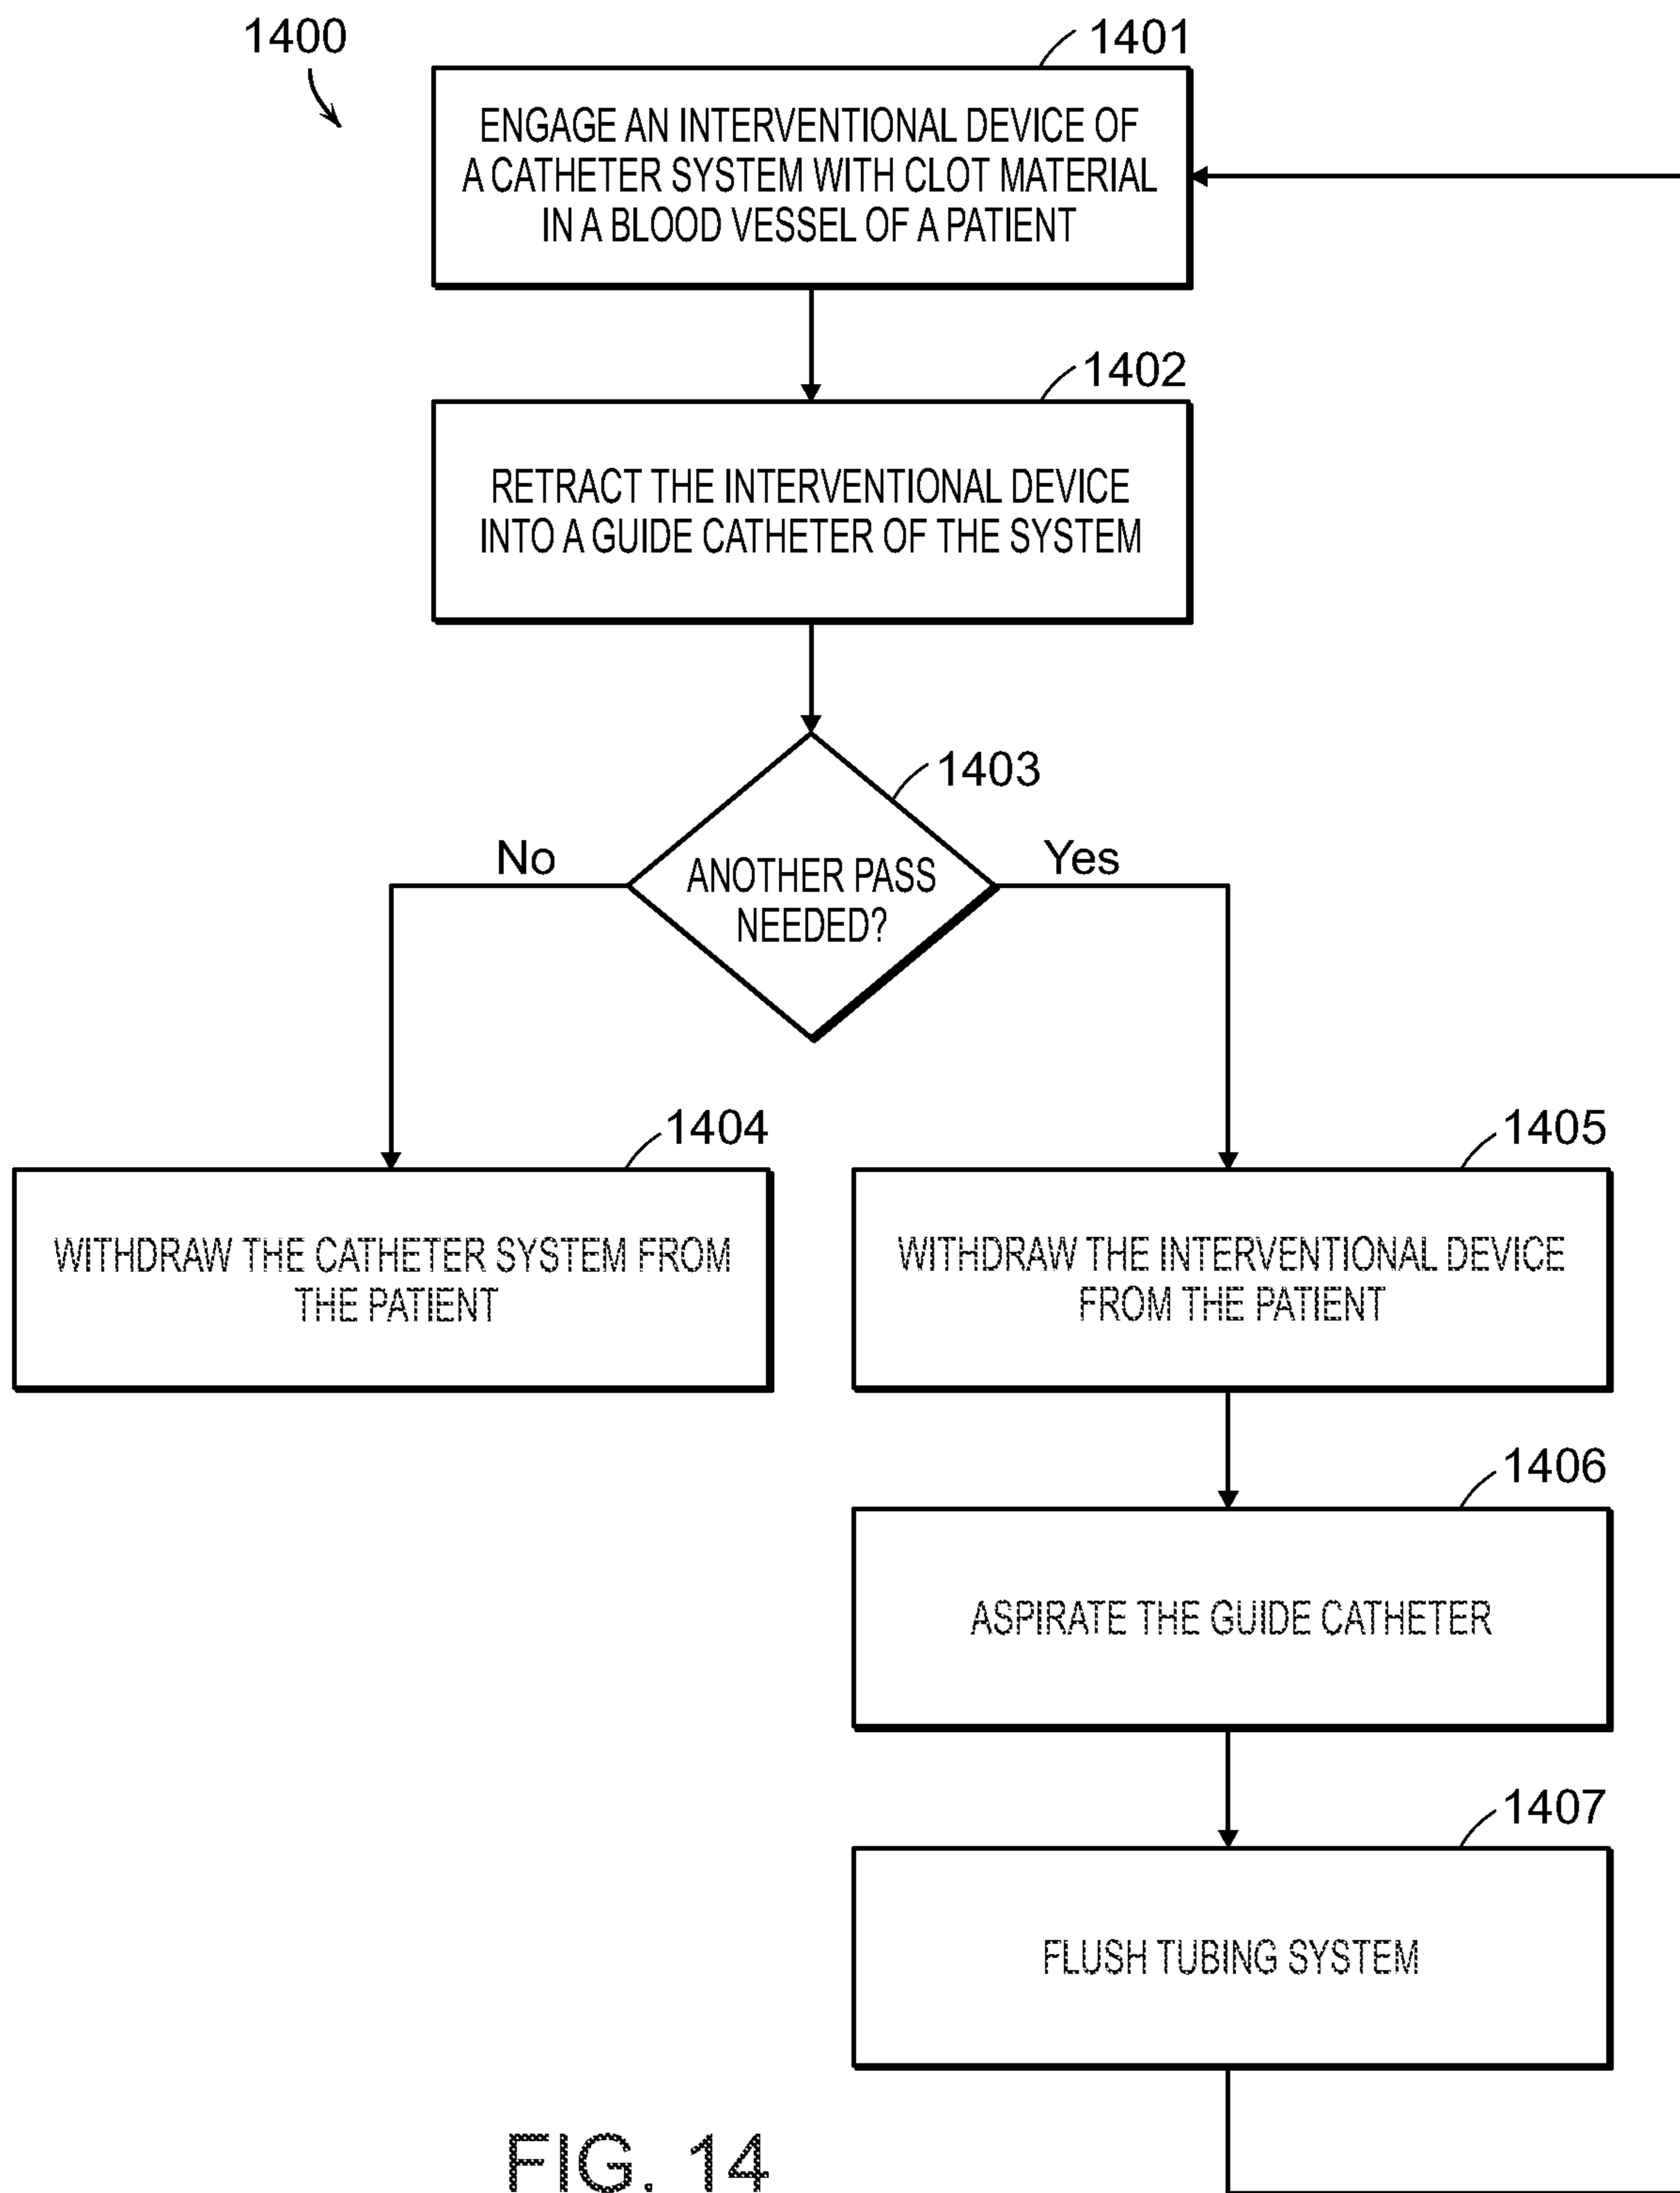 1400
1401
ENGAGE AN INTERVENTIONAL DEVICE OF
A CATHETER SYSTEM WITH CLOT MATERIAL
IN A BLOOD VESSEL OF A PATIENT
1402
RETRACT THE INTERVENTIONAL DEVICE
INTO A GUIDE CATHETER OF THE SYSTEM
1403
ANOTHER PASS
NEEDED?
No
Yes
1404
WITHDRAW THE CATHETER SYSTEM FROM
THE PATIENT
1405
WITHDRAW THE INTERVENTIONAL DEVICE
FROM THE PATIENT
1406
ASPIRATE THE GUIDE CATHETER
1407
FLUSH TUBING SYSTEM
FIG. 14